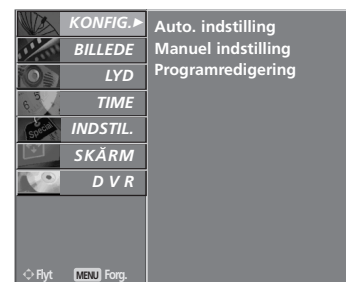 KONFIG.►
BILLEDE
LYD
TIME
INDSTIL.
SKÄRM
D V R
Auto. indstilling
Manuel indstilling
Programredigering
Flyt MENU Forg.